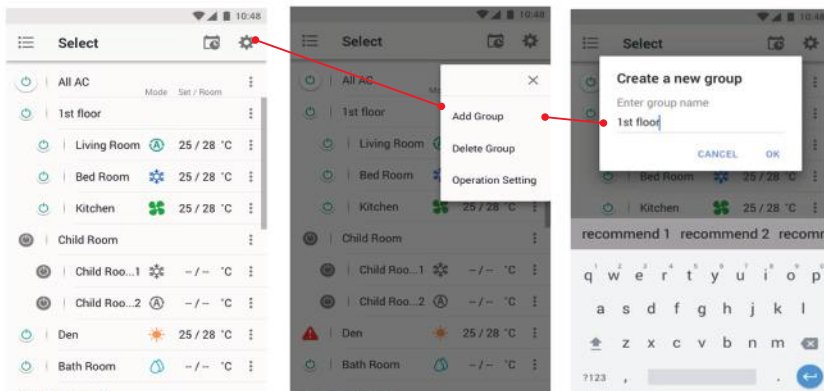 10:48
Select
All AC
Mode Set / Room
1st floor
Living Room A 25 / 28 °C
Bed Room 25 / 28 °C
Kitchen 25 / 28 °C
Child Room
Child Roo...1 -- / -- °C
Child Roo...2 A -- / -- °C
Den 25 / 28 °C
Bath Room -- / -- °C
10:48
Select
All AC
1st floor
Living Room
Bed Room
Kitchen 25 / 28 °C
Child Room
Child Roo...1 -- / -- °C
Child Roo...2 A -- / -- °C
Den 25 / 28 °C
Bath Room -- / -- °C
Add Group
Delete Group
Operation Setting
10:48
Select
Create a new group
Enter group name
1st floor
CANCEL OK
Bed Room 25 / 28 °C
Kitchen 25 / 28 °C
recommend 1 recommend 2 recomm
q w e r t y u i o p
a s d f g h j k l
z x c v b n m
?123 , .